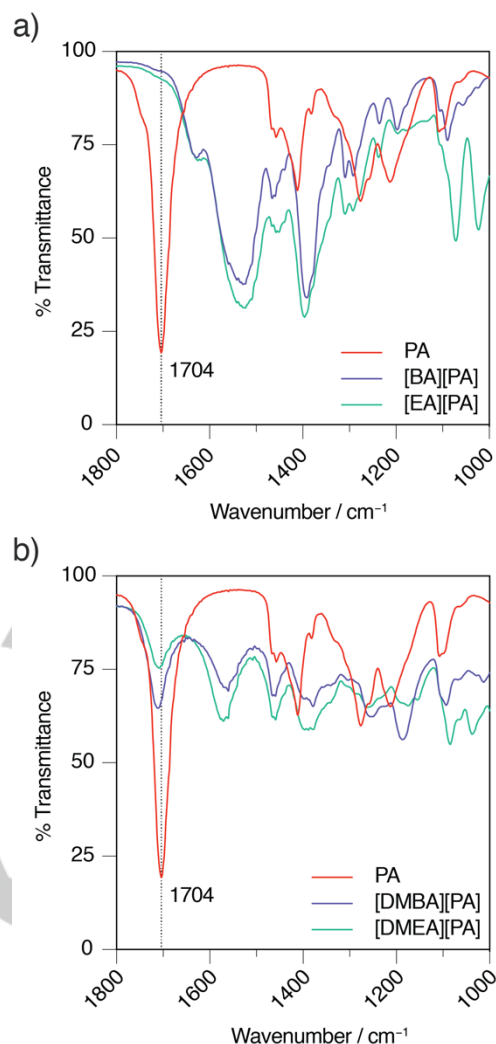 a)
100
75
50
25
0
% Transmittance
1704
PA
[BA][PA]
[EA][PA]
1800
1600
1400
1200
1000
Wavenumber / cm⁻¹
b)
100
75
50
25
0
% Transmittance
1704
PA
[DMBA][PA]
[DMEA][PA]
1800
1600
1400
1200
1000
Wavenumber / cm⁻¹